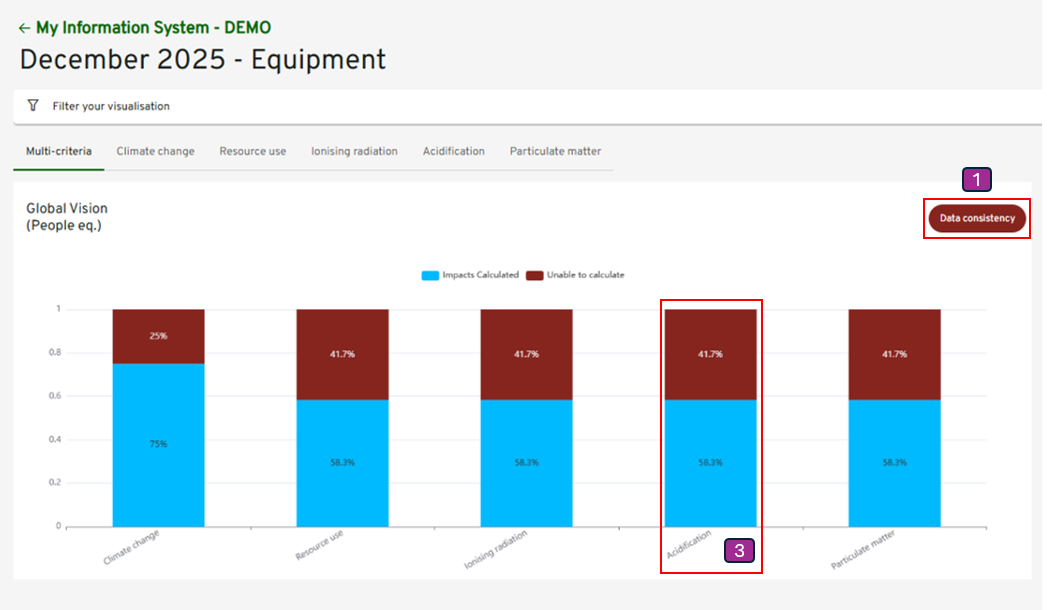 ← My Information System - DEMO
December 2025 - Equipment
Filter your visualisation
Multi-criteria Climate change Resource use Ionising radiation Acidification Particulate matter
1
Global Vision
(People eq.)
Data consistency
Impacts Calculated Unable to calculate
1
0.8
0.6
0.4
0.2
0
25% 41.7% 41.7% 41.7% 41.7%
75% 58.3% 58.3% 58.3% 58.3%
Climate change Resource use Ionising radiation Acidification Particulate matter
3